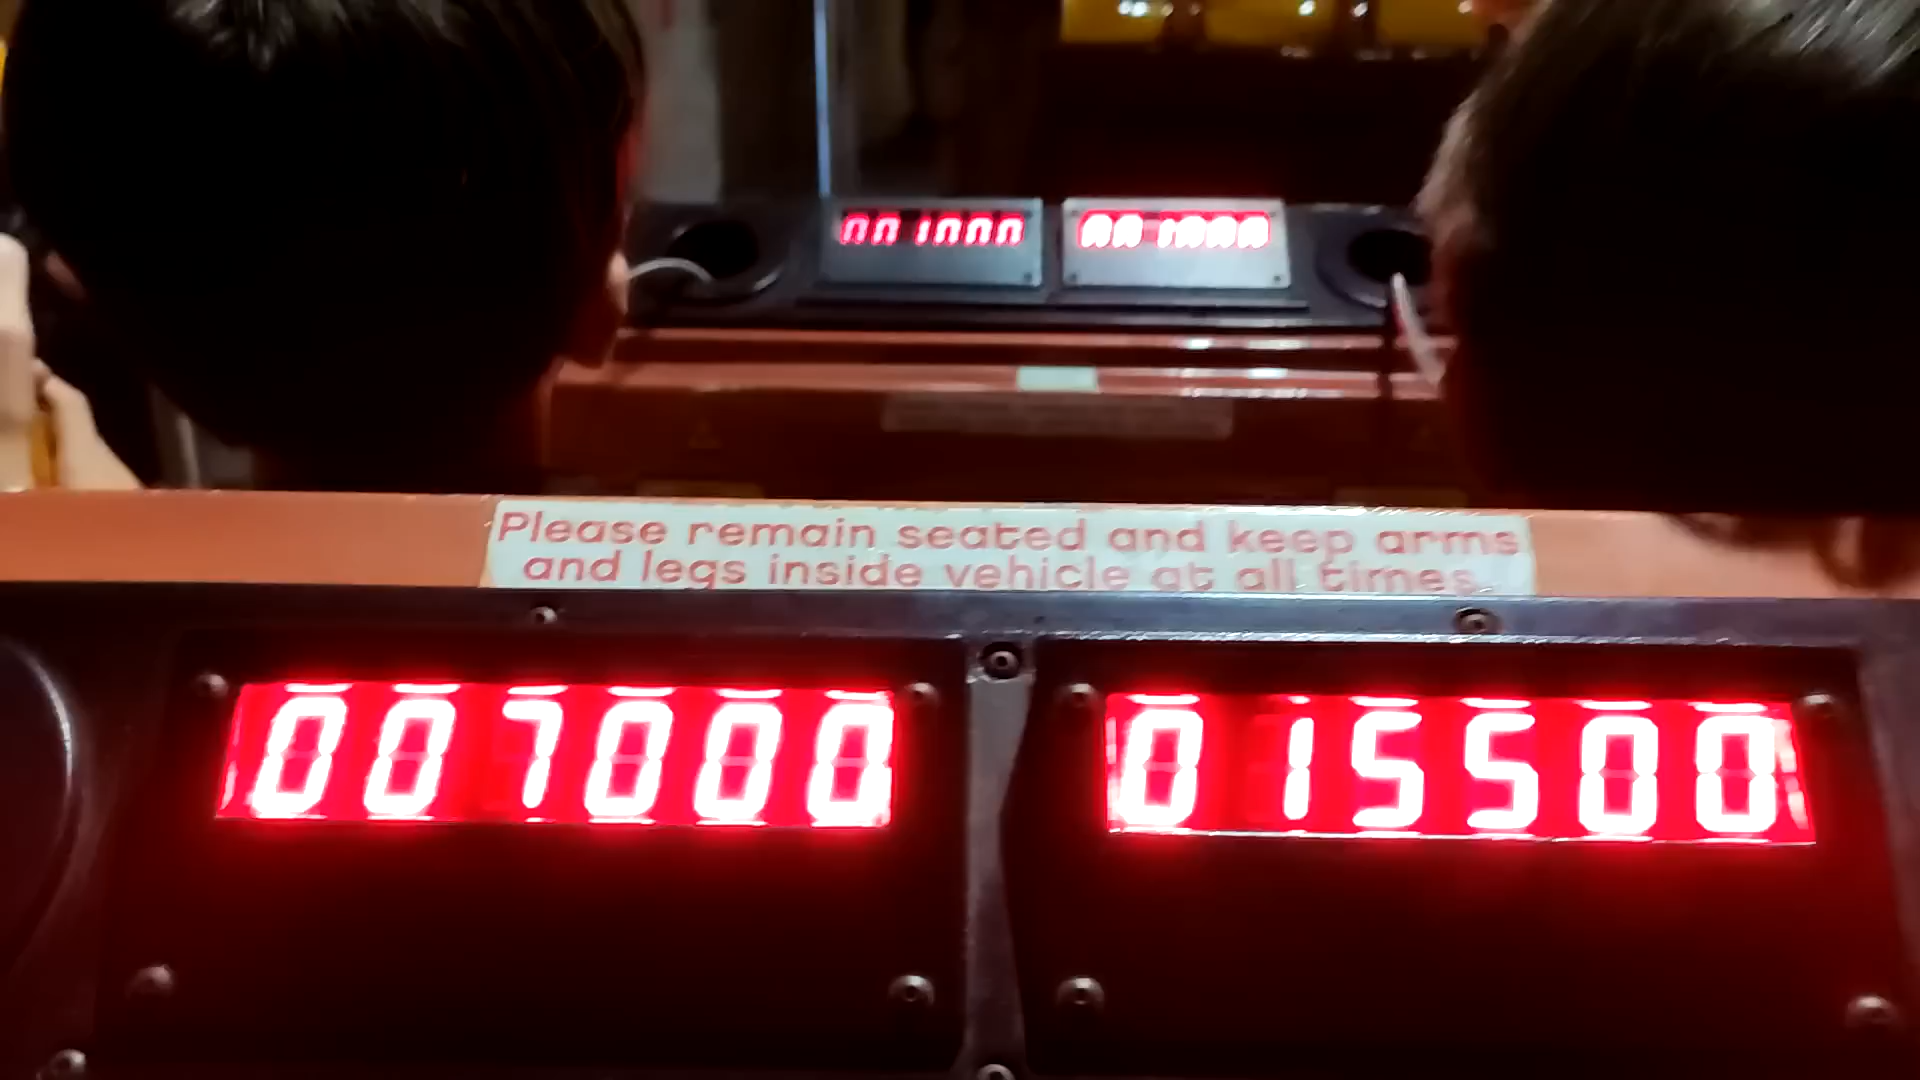 Please remain seated and keep arms
and legs inside vehicle at all times.
007000
015500